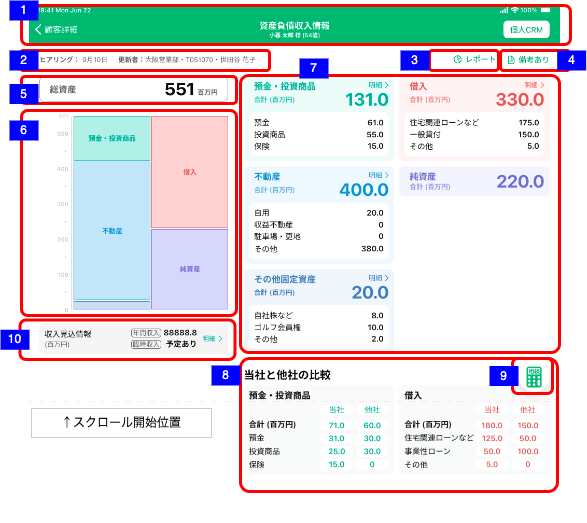 1
18:41 Mon Jun 22
100%
顧客詳細
資産負債収入情報
小暮 太郎 様 (54歳)
個人CRM
2
ヒアリング： 9月10日 更新者：大阪営業部・T051070・世田谷 花子
3
レポート
備考あり
4
5
総資産
551 百万円
6
551
500
400
300
200
100
0
預金・投資商品
不動産
借入
純資産
7
預金・投資商品
明細
合計 (百万円)
131.0
預金 61.0
投資商品 55.0
保険 15.0
借入
明細
合計 (百万円)
330.0
住宅関連ローンなど 175.0
一般貸付 150.0
その他 5.0
不動産
明細
合計 (百万円)
400.0
自用 20.0
収益不動産 0
駐車場・更地 0
その他 380.0
純資産
合計 (百万円)
220.0
その他固定資産
明細
合計 (百万円)
20.0
自社株など 8.0
ゴルフ会員権 10.0
その他 2.0
10
収入見込情報
(百万円)
年間収入 88888.8
臨時収入 予定あり
明細
8
当社と他社の比較
9
預金・投資商品
当社 他社
合計 (百万円) 71.0 60.0
預金 31.0 30.0
投資商品 25.0 30.0
保険 15.0 0
借入
当社 他社
合計 (百万円) 180.0 150.0
住宅関連ローンなど 125.0 50.0
事業性ローン 50.0 100.0
その他 5.0 0
↑スクロール開始位置